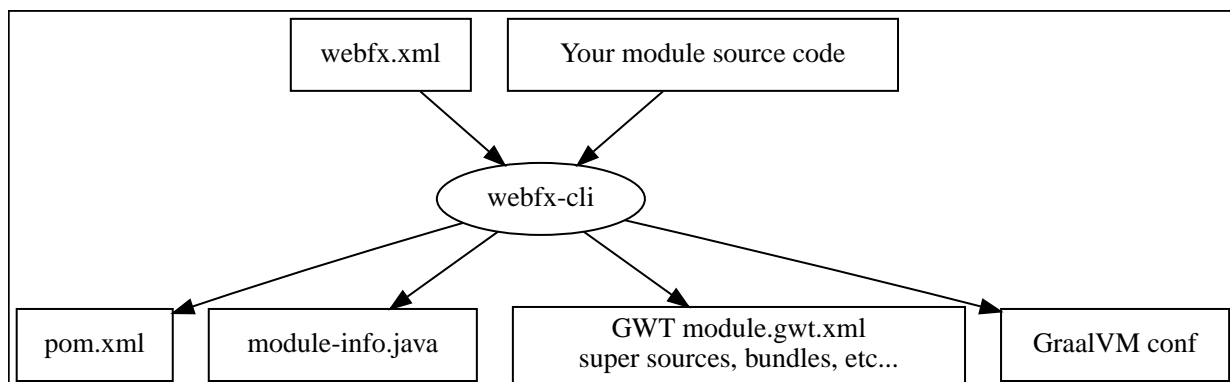 webfx.xml
Your module source code
webfx-cli
pom.xml
module-info.java
GWT module.gwt.xml
super sources, bundles, etc...
GraalVM conf